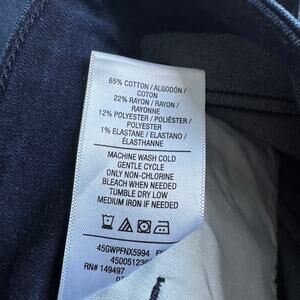 65% COTTON / ALGODÓN /
COTON
22% RAYON / RAYON /
RAYONNE
12% POLYESTER / POLIÉSTER /
POLYESTER
1% ELASTANE / ELASTANO /
ÉLASTHANNE
MACHINE WASH COLD
GENTLE CYCLE
ONLY NON-CHLORINE
BLEACH WHEN NEEDED
TUMBLE DRY LOW
MEDIUM IRON IF NEEDED
45GWPFNX5994
RN# 149497